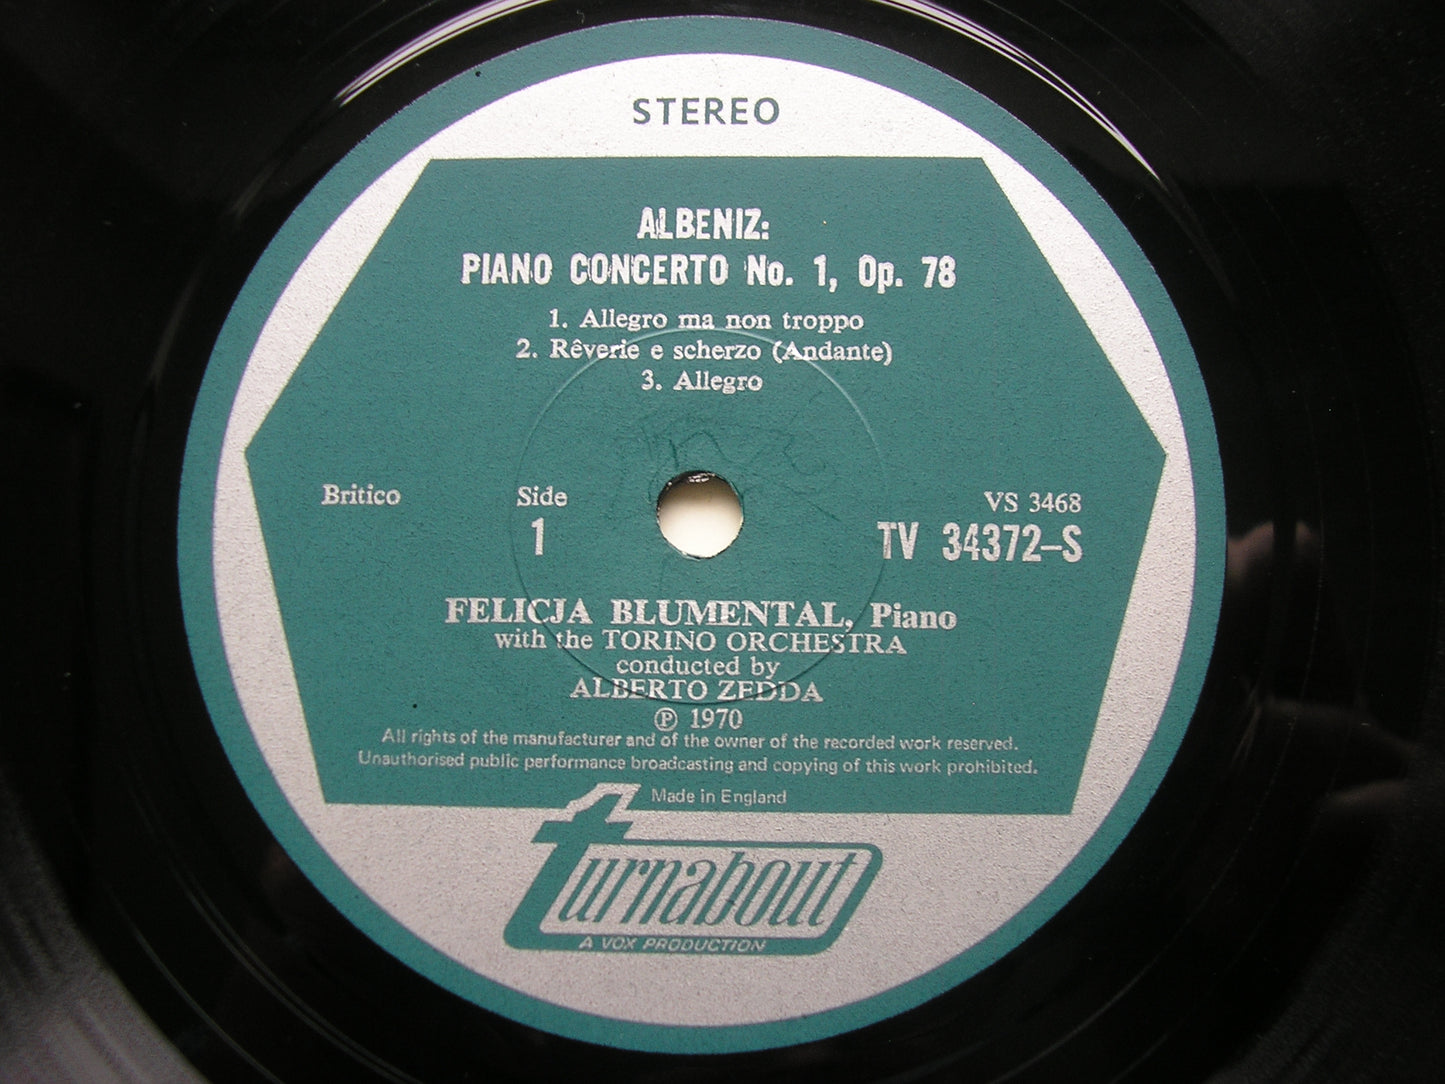 STEREO
ALBENIZ:
PIANO CONCERTO No. 1, Op. 78
1. Allegro ma non troppo
2. Rêverie e scherzo (Andante)
3. Allegro
Britico
Side
1
VS 3468
TV 34372-S
FELICJA BLUMENTAL, Piano
with the TORINO ORCHESTRA
conducted by
ALBERTO ZEDDA
℗ 1970
All rights of the manufacturer and of the owner of the recorded work reserved.
Unauthorised public performance broadcasting and copying of this work prohibited.
Made in England
turnabout
A VOX PRODUCTION